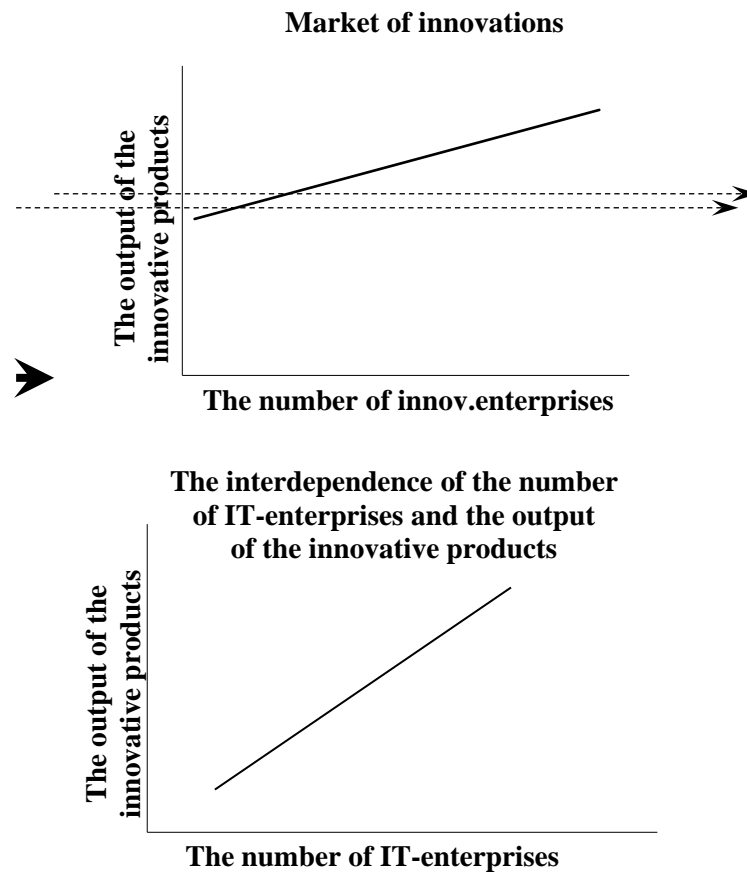 Market of innovations
The output of the
innovative products
The number of innov.enterprises
The interdependence of the number
of IT-enterprises and the output
of the innovative products
The output of the
innovative products
The number of IT-enterprises